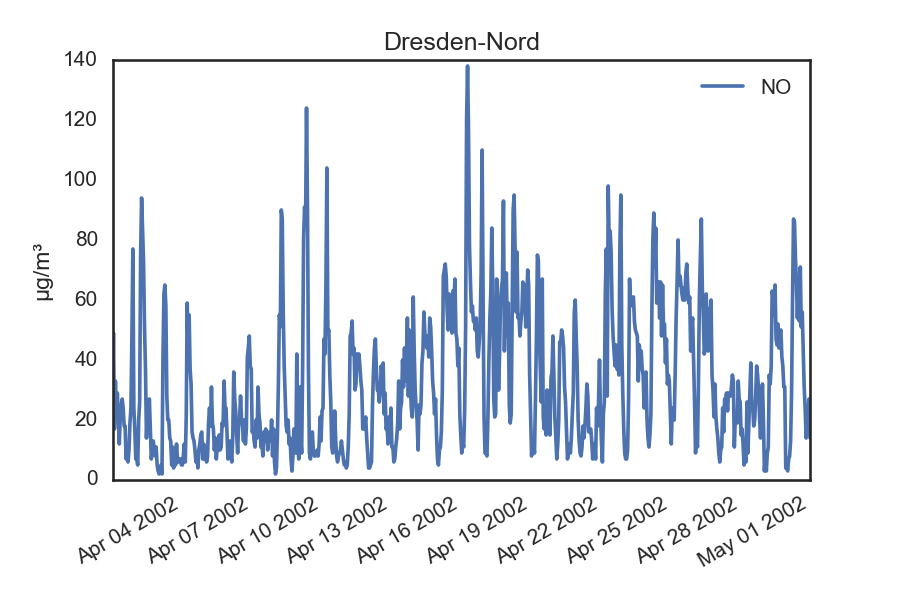 Dresden-Nord
NO
µg/m³
140
120
100
80
60
40
20
0
Apr 04 2002
Apr 07 2002
Apr 10 2002
Apr 13 2002
Apr 16 2002
Apr 19 2002
Apr 22 2002
Apr 25 2002
Apr 28 2002
May 01 2002